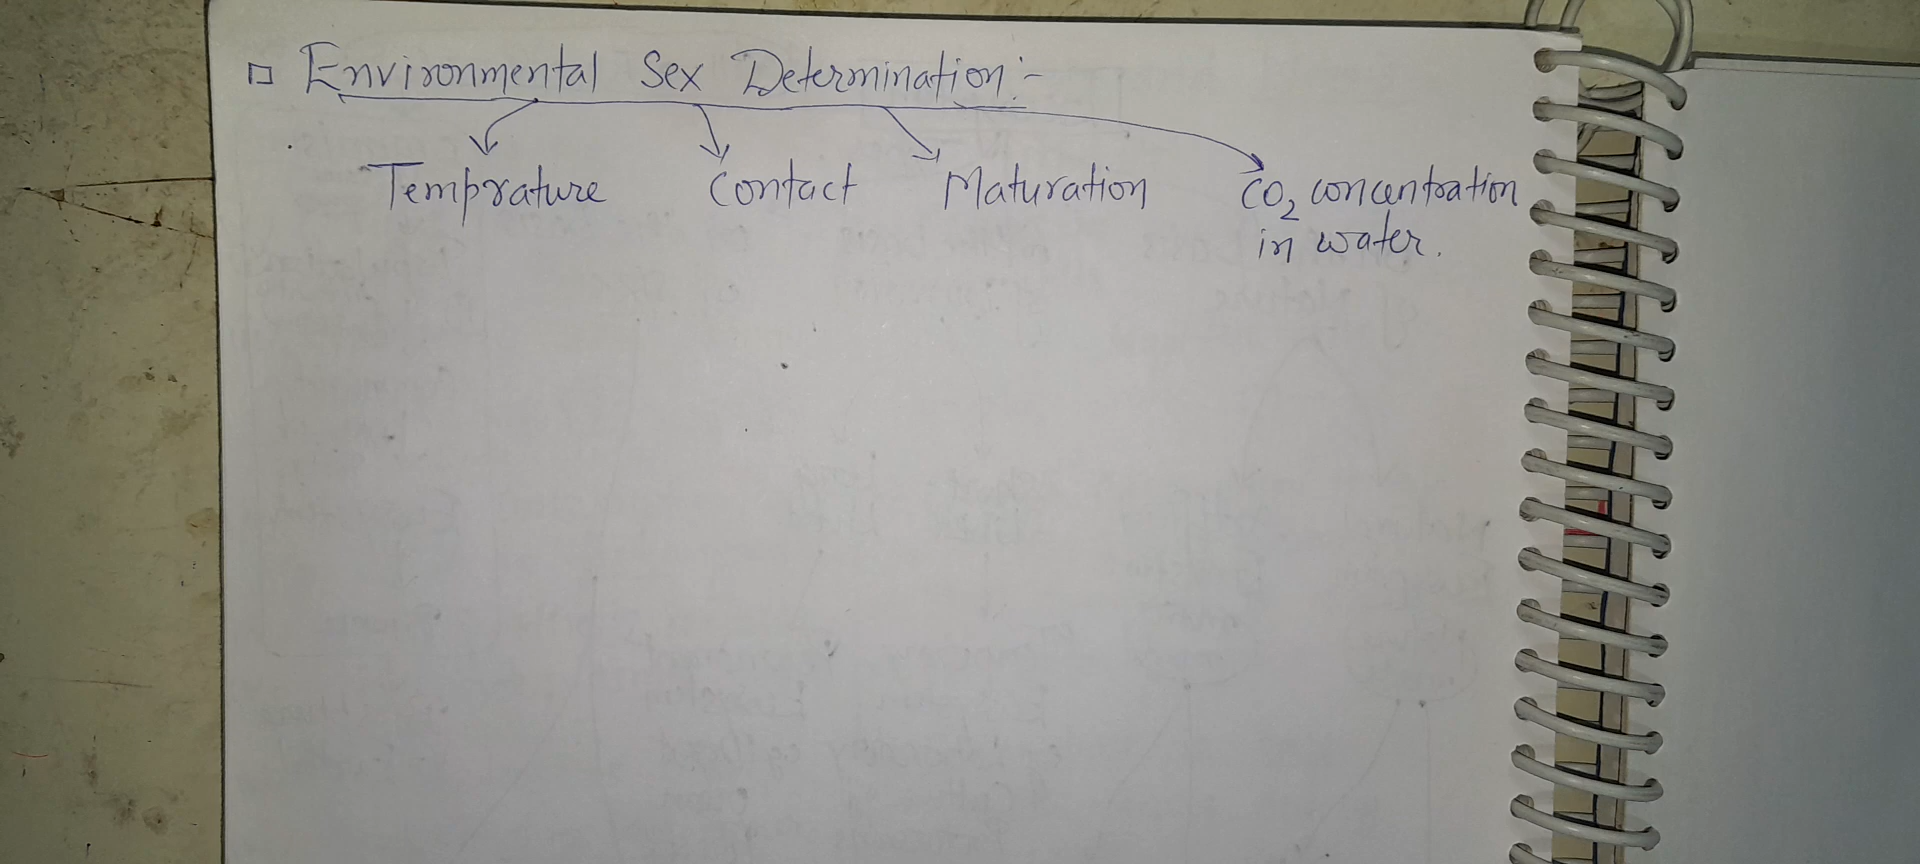 □ Environmental Sex Determination:-
Temprature Contact Maturation CO₂ concentration
in water.